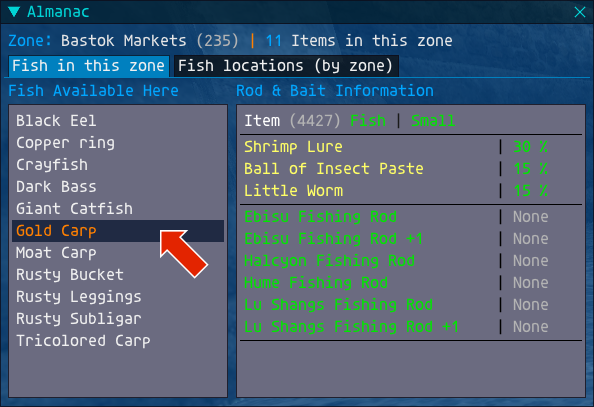 ▼ Almanac
Zone: Bastok Markets (235) | 11 Items in this zone
Fish in this zone Fish locations (by zone)
Fish Available Here
Black Eel
Copper ring
Crayfish
Dark Bass
Giant Catfish
Gold Carp
Moat Carp
Rusty Bucket
Rusty Leggings
Rusty Subligar
Tricolored Carp
Rod & Bait Information
Item (4427) Fish | Small
Shrimp Lure | 30 %
Ball of Insect Paste | 15 %
Little Worm | 15 %
Ebisu Fishing Rod | None
Ebisu Fishing Rod +1 | None
Halcyon Fishing Rod | None
Hume Fishing Rod | None
Lu Shangs Fishing Rod | None
Lu Shangs Fishing Rod +1 | None